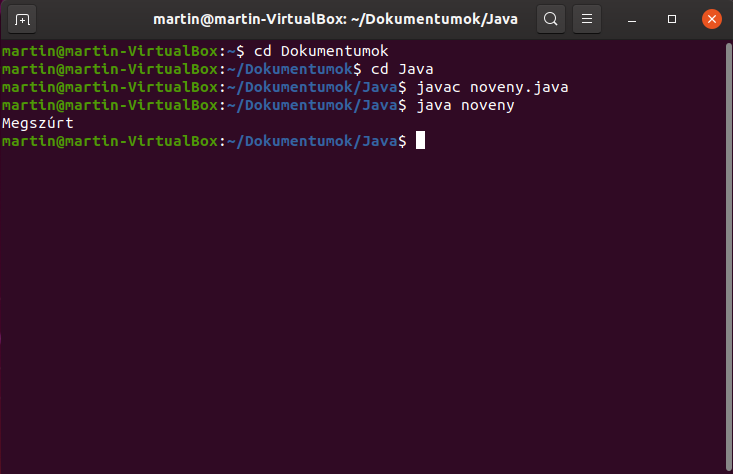 martin@martin-VirtualBox: ~/Dokumentumok/Java
martin@martin-VirtualBox:~$ cd Dokumentumok
martin@martin-VirtualBox:~/Dokumentumok$ cd Java
martin@martin-VirtualBox:~/Dokumentumok/Java$ javac noveny.java
martin@martin-VirtualBox:~/Dokumentumok/Java$ java noveny
Megszúrt
martin@martin-VirtualBox:~/Dokumentumok/Java$